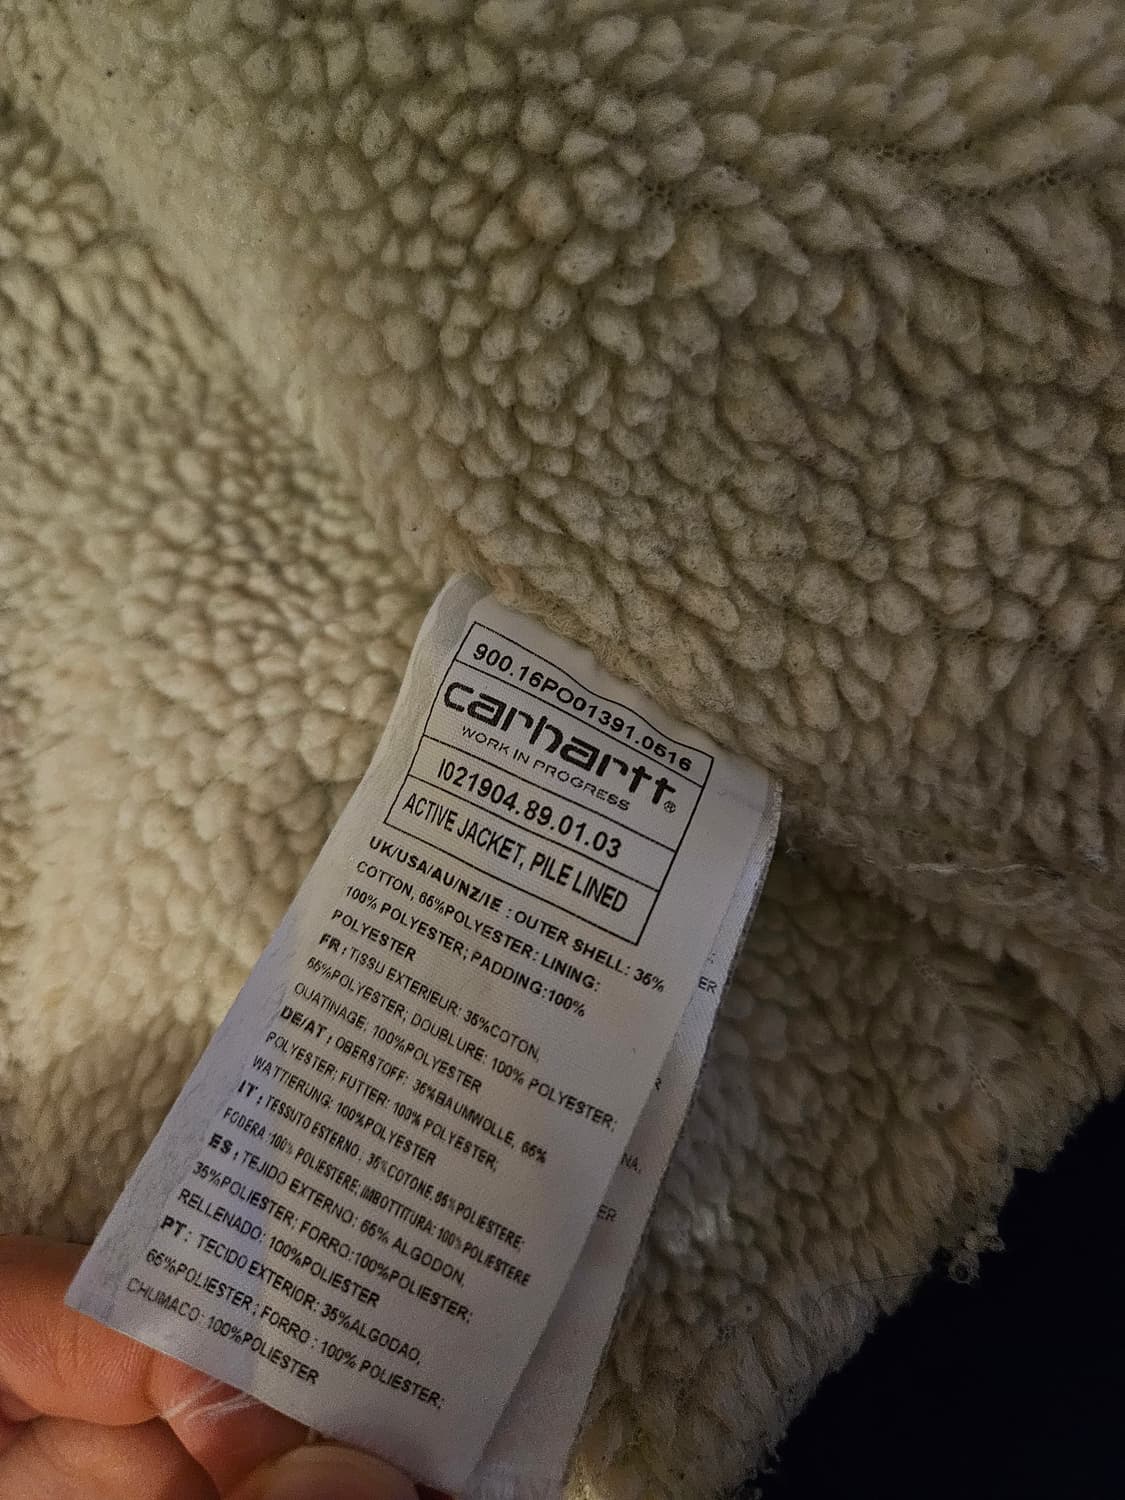 900.16PO01391.0516
carhartt®
WORK IN PROGRESS
I021904.89.01.03
ACTIVE JACKET, PILE LINED
UK/USA/AU/NZ/IE : OUTER SHELL: 35%
COTTON, 65%POLYESTER: LINING:
100% POLYESTER; PADDING:100%
POLYESTER
FR : TISSU EXTERIEUR: 35%COTON,
65%POLYESTER; DOUBLURE: 100% POLYESTER;
OUATINAGE: 100%POLYESTER
DE/AT : OBERSTOFF: 35%BAUMWOLLE, 65%
POLYESTER; FUTTER: 100% POLYESTER;
WATTIERUNG: 100%POLYESTER
IT : TESSUTO ESTERNO : 35%COTONE, 65%POLIESTERE;
FODERA :100% POLIESTERE; IMBOTTITURA: 100% POLIESTERE
ES : TEJIDO EXTERNO: 65% ALGODON,
35%POLIESTER; FORRO:100%POLIESTER;
RELLENADO: 100%POLIESTER
PT : TECIDO EXTERIOR: 35%ALGODAO,
65%POLIESTER; FORRO : 100% POLIESTER;
CHUMACO: 100%POLIESTER
ER
R
NA,
ER